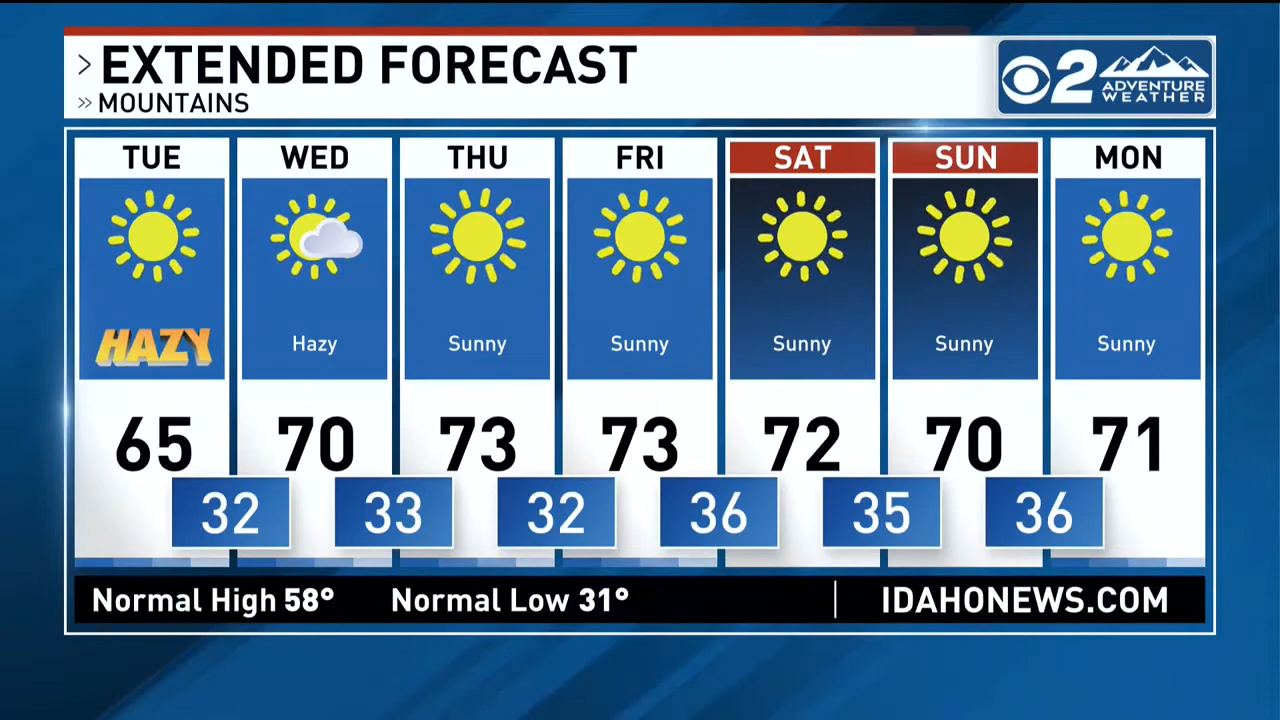 > EXTENDED FORECAST
» MOUNTAINS
2 ADVENTURE
WEATHER
TUE WED THU FRI SAT SUN MON
HAZY Hazy Sunny Sunny Sunny Sunny Sunny
65 70 73 73 72 70 71
32 33 32 36 35 36
Normal High 58° Normal Low 31° IDAHONEWS.COM